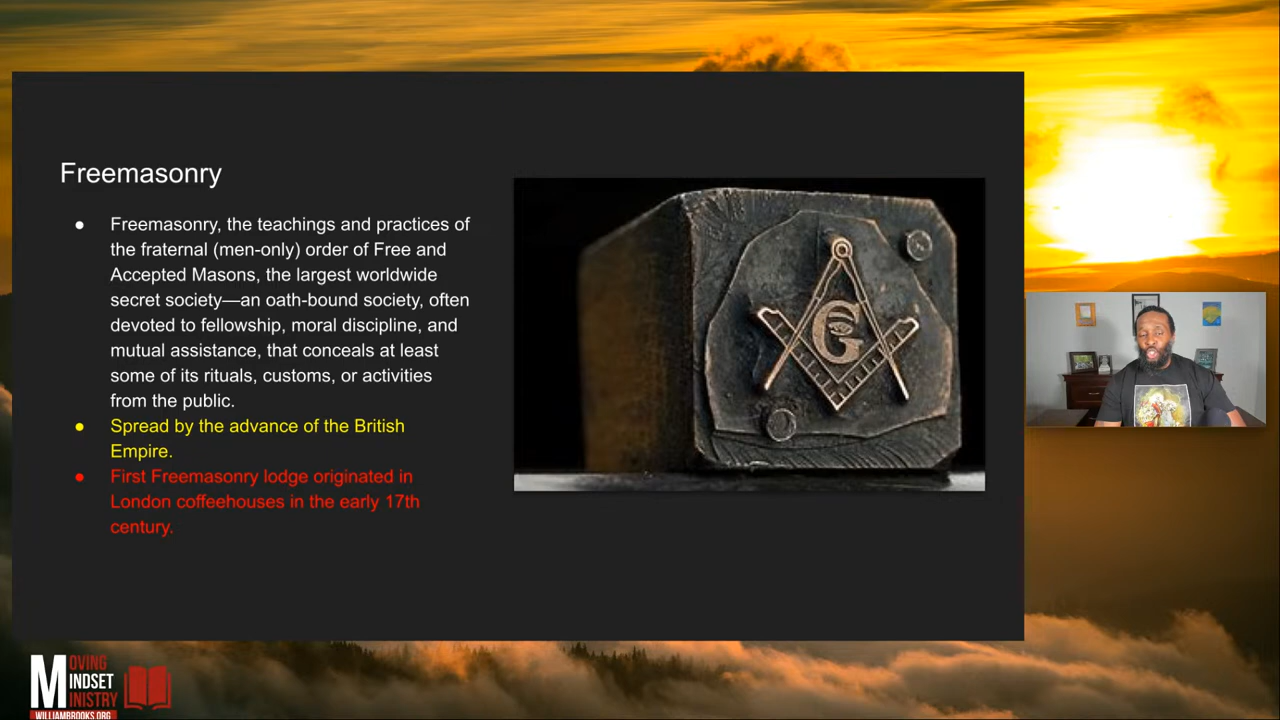 Freemasonry
● Freemasonry, the teachings and practices of
the fraternal (men-only) order of Free and
Accepted Masons, the largest worldwide
secret society—an oath-bound society, often
devoted to fellowship, moral discipline, and
mutual assistance, that conceals at least
some of its rituals, customs, or activities
from the public.
● Spread by the advance of the British
Empire.
● First Freemasonry lodge originated in
London coffeehouses in the early 17th
century.
G
MOVING
MINDSET
MINISTRY
WILLIAMBROOKS.ORG